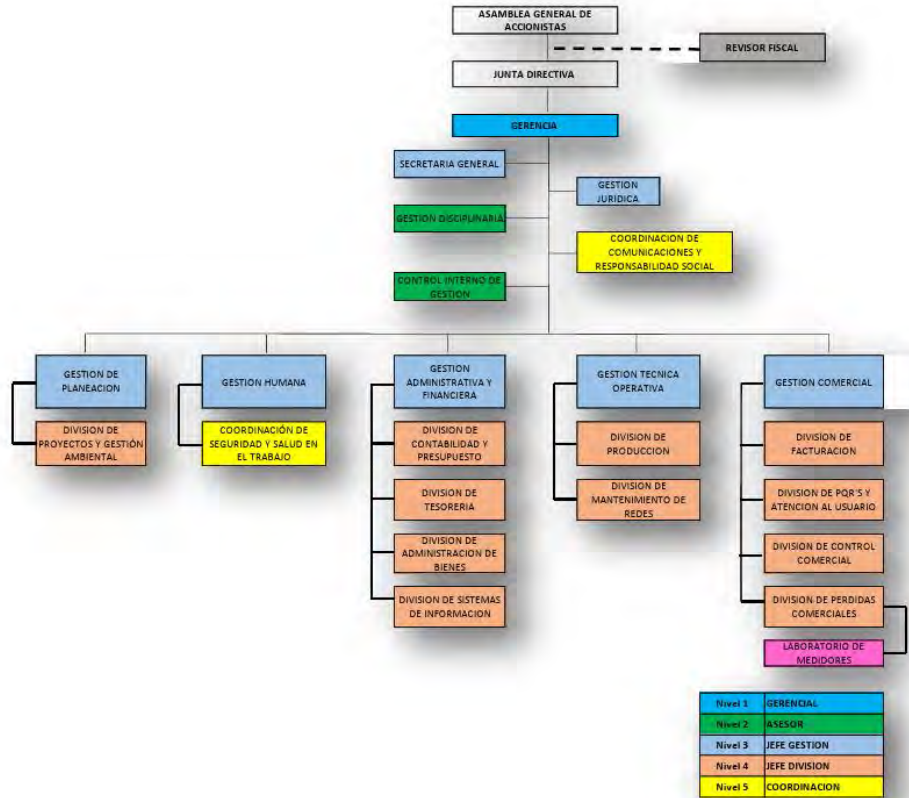 ASAMBLEA GENERAL DE
ACCIONISTAS
REVISOR FISCAL
JUNTA DIRECTIVA
GERENCIA
SECRETARIA GENERAL
GESTION
JURIDICA
GESTION DISCIPLINARIA
COORDINACION DE
COMUNICACIONES Y
RESPONSABILIDAD SOCIAL
CONTROL INTERNO DE
GESTION
GESTION DE
PLANEACION
GESTION HUMANA
GESTION
ADMINISTRATIVA Y
FINANCIERA
GESTION TECNICA
OPERATIVA
GESTION COMERCIAL
DIVISION DE
PROYECTOS Y GESTIÓN
AMBIENTAL
COORDINACIÓN DE
SEGURIDAD Y SALUD EN
EL TRABAJO
DIVISION DE
CONTABILIDAD Y
PRESUPUESTO
DIVISION DE
PRODUCCION
DIVISION DE
FACTURACION
DIVISION DE
TESORERIA
DIVISION DE
MANTENIMIENTO DE
REDES
DIVISION DE PQR'S Y
ATENCION AL USUARIO
DIVISION DE
ADMINISTRACION DE
BIENES
DIVISION DE CONTROL
COMERCIAL
DIVISION DE SISTEMAS
DE INFORMACION
DIVISION DE PERDIDAS
COMERCIALES
LABORATORIO DE
MEDIDORES
Nivel 1 GERENCIAL
Nivel 2 ASESOR
Nivel 3 JEFE GESTION
Nivel 4 JEFE DIVISION
Nivel 5 COORDINACION